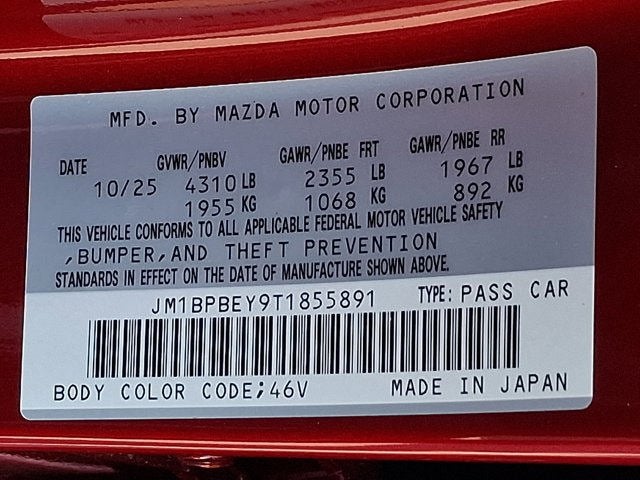 MFD. BY MAZDA MOTOR CORPORATION
DATE GVWR/PNBV GAWR/PNBE FRT GAWR/PNBE RR
10/25 4310 LB 2355 LB 1967 LB
1955 KG 1068 KG 892 KG
THIS VEHICLE CONFORMS TO ALL APPLICABLE FEDERAL MOTOR VEHICLE SAFETY
,BUMPER,AND THEFT PREVENTION
STANDARDS IN EFFECT ON THE DATE OF MANUFACTURE SHOWN ABOVE.
JM1BPBEY9T1855891 TYPE: PASS CAR
BODY COLOR CODE;46V MADE IN JAPAN